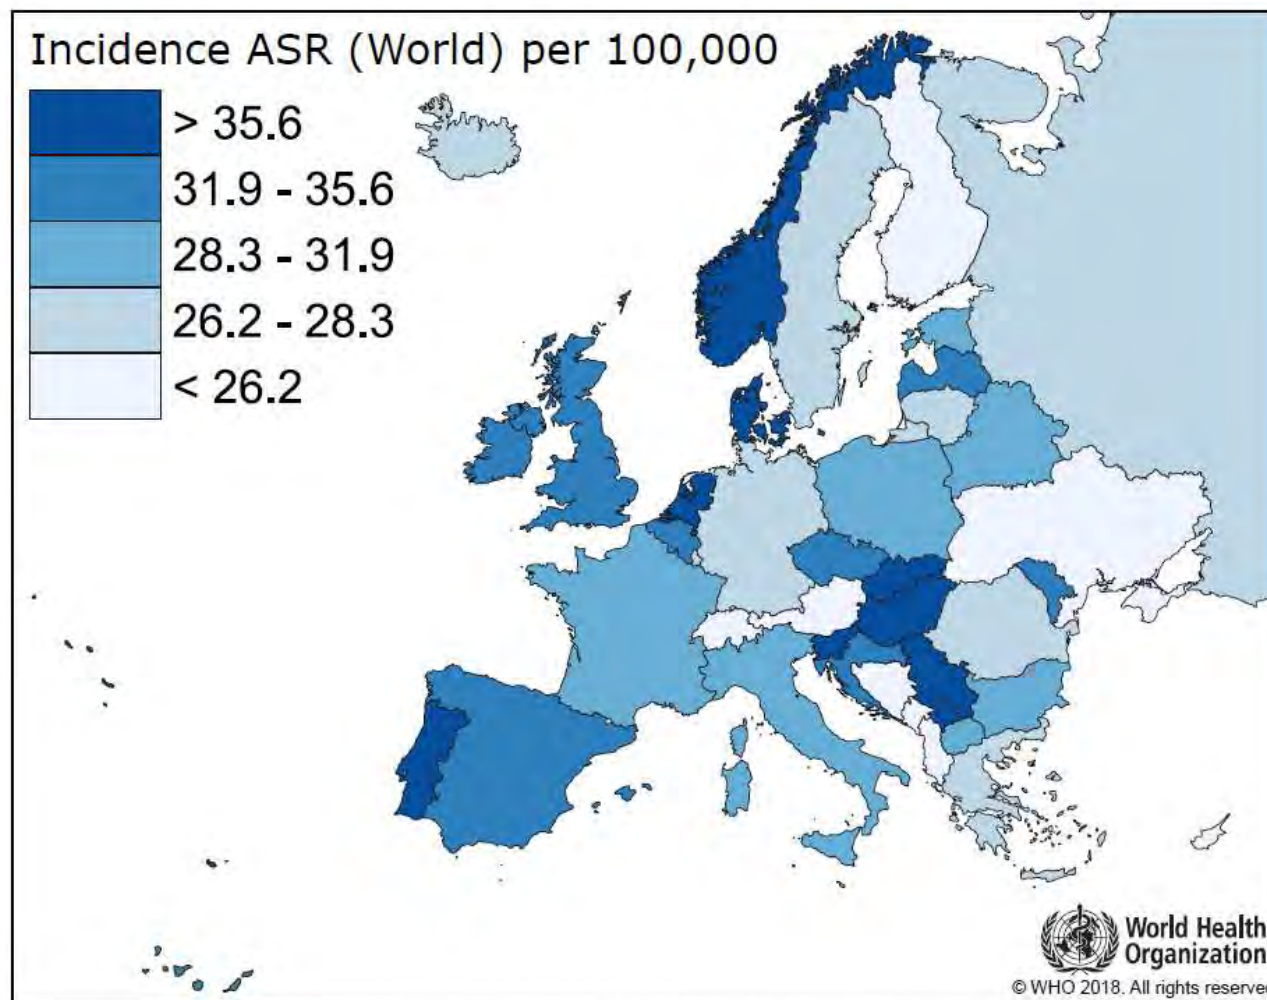 Incidence ASR (World) per 100,000
> 35.6
31.9 - 35.6
28.3 - 31.9
26.2 - 28.3
< 26.2
World Health
Organization
© WHO 2018. All rights reserved